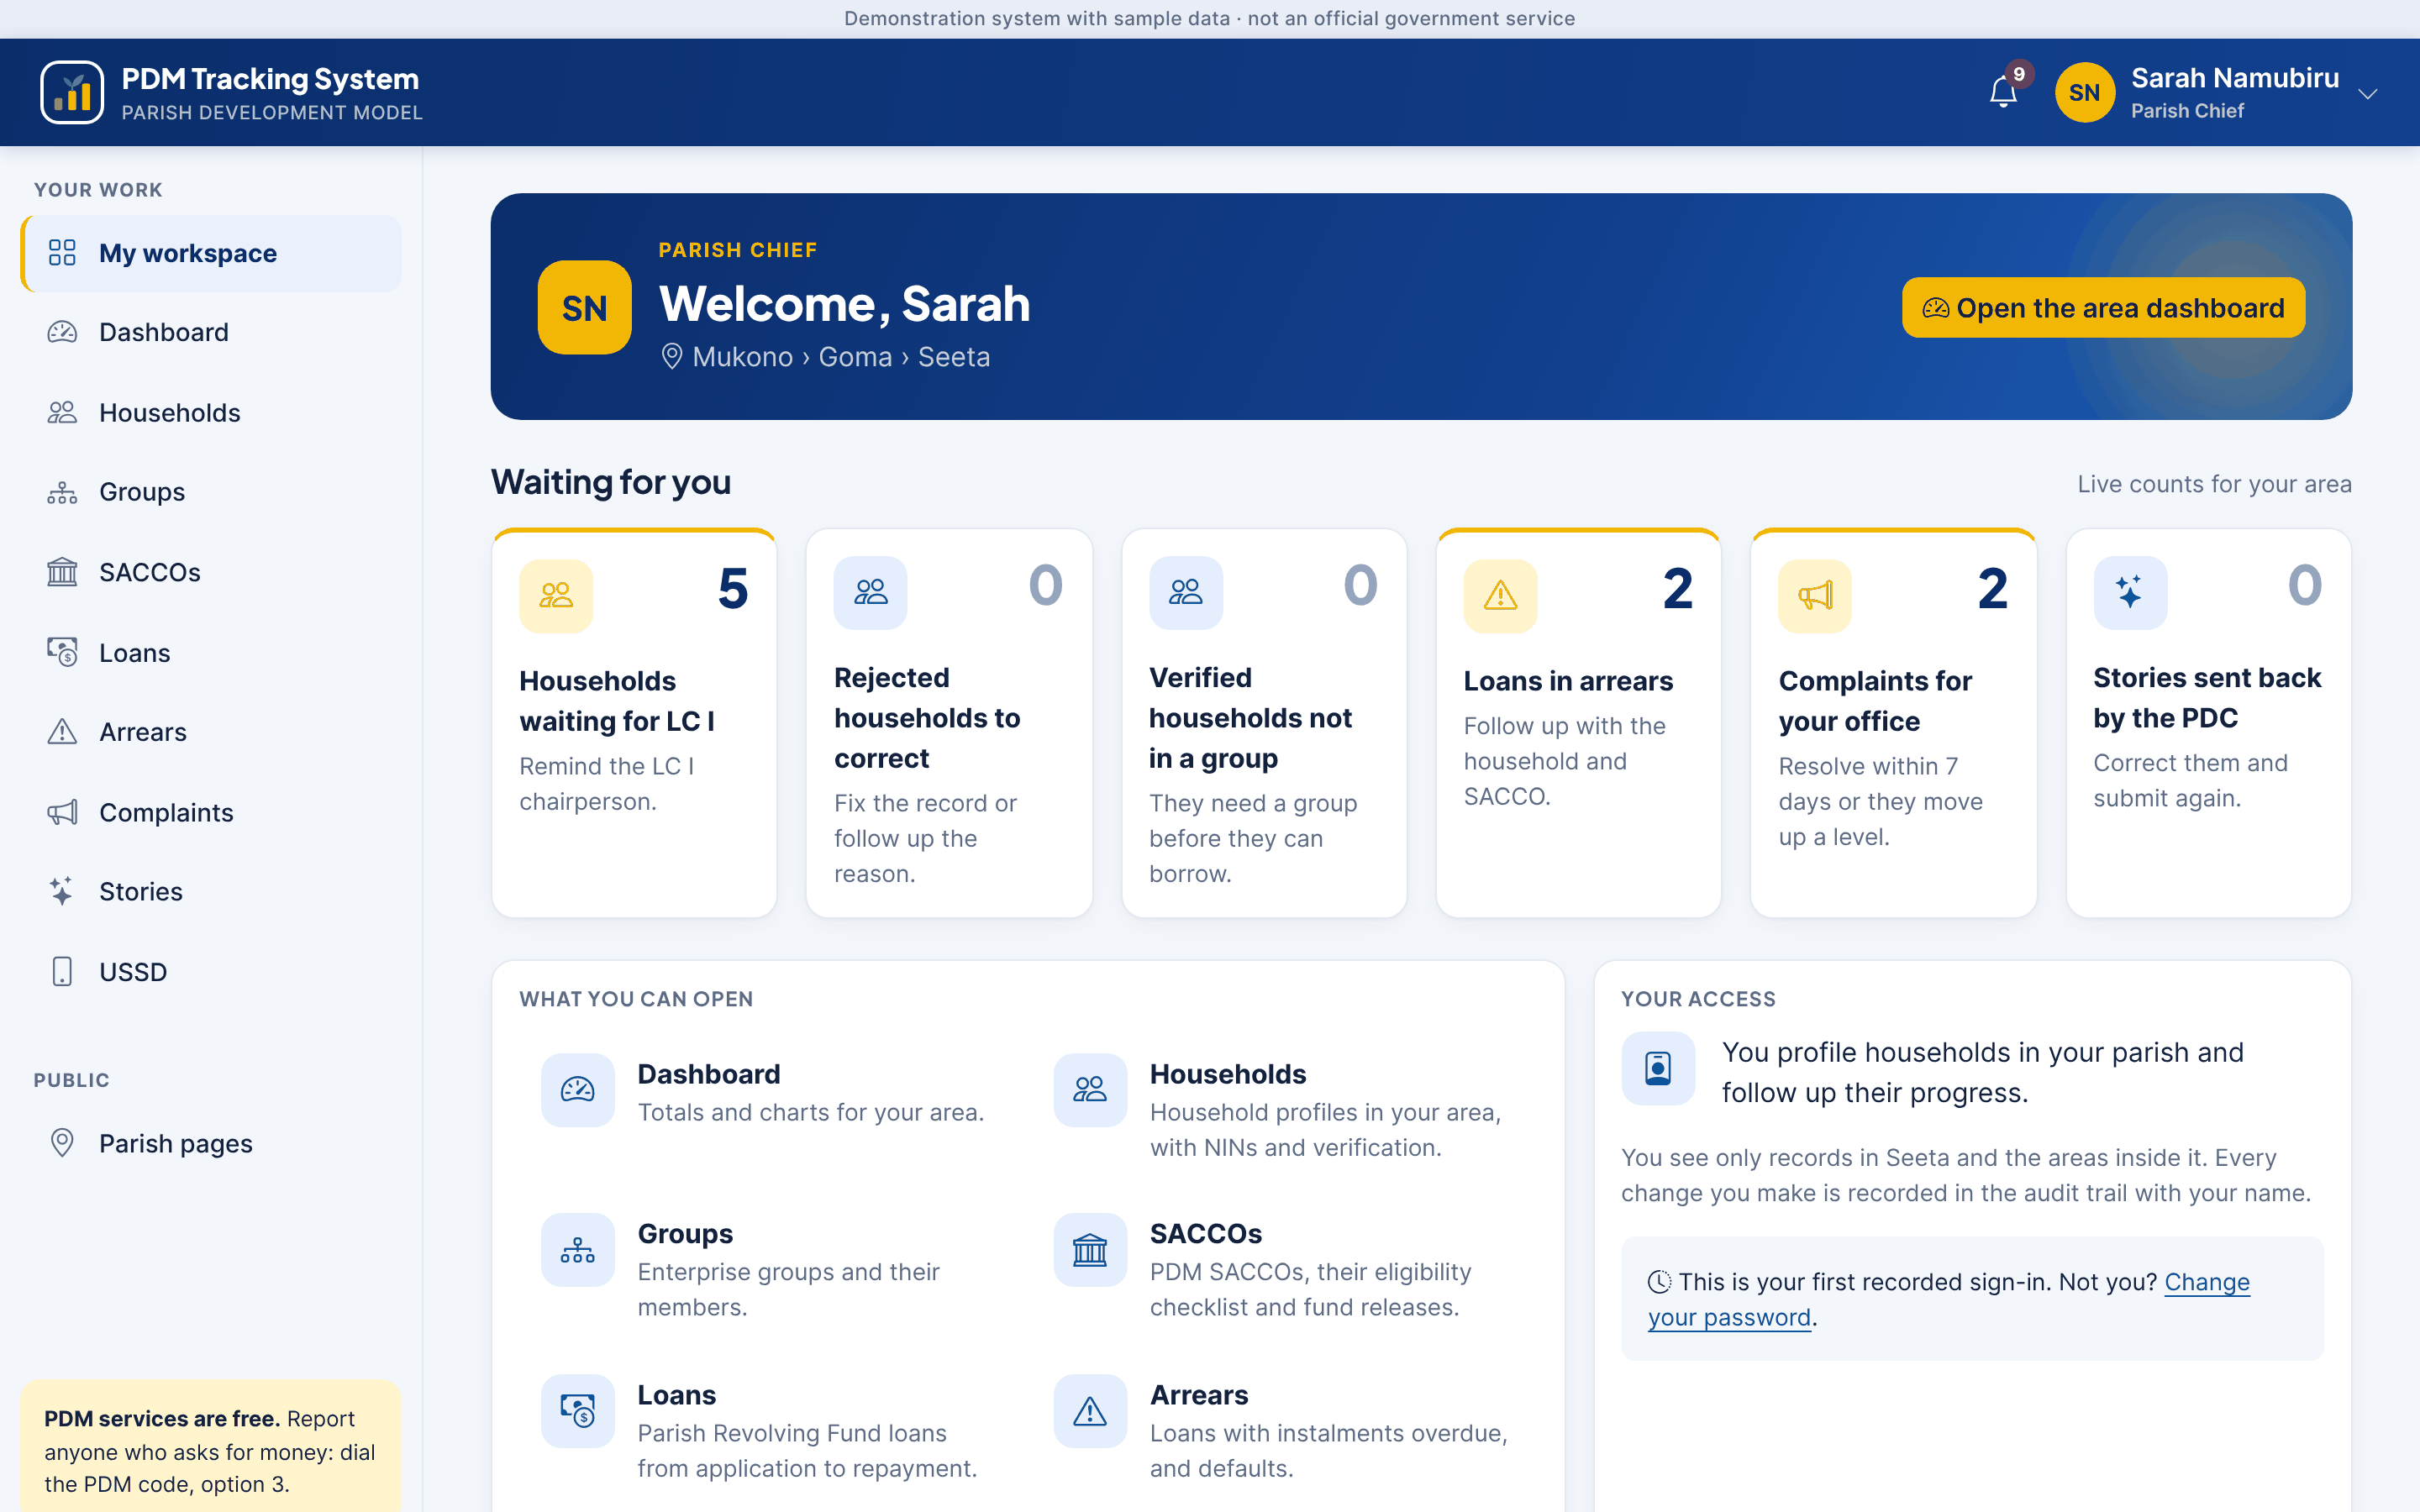 Demonstration system with sample data · not an official government service
PDM Tracking System
PARISH DEVELOPMENT MODEL
9
SN
Sarah Namubiru
Parish Chief
YOUR WORK
My workspace
Dashboard
Households
Groups
SACCOs
Loans
Arrears
Complaints
Stories
USSD
PUBLIC
Parish pages
PDM services are free. Report
anyone who asks for money: dial
the PDM code, option 3.
SN
PARISH CHIEF
Welcome, Sarah
Mukono › Goma › Seeta
Open the area dashboard
Waiting for you
Live counts for your area
5
Households
waiting for LC I
Remind the LC I
chairperson.
0
Rejected
households to
correct
Fix the record or
follow up the
reason.
0
Verified
households not
in a group
They need a group
before they can
borrow.
2
Loans in arrears
Follow up with the
household and
SACCO.
2
Complaints for
your office
Resolve within 7
days or they move
up a level.
0
Stories sent back
by the PDC
Correct them and
submit again.
WHAT YOU CAN OPEN
Dashboard
Totals and charts for your area.
Households
Household profiles in your area,
with NINs and verification.
Groups
Enterprise groups and their
members.
SACCOs
PDM SACCOs, their eligibility
checklist and fund releases.
Loans
Parish Revolving Fund loans
from application to repayment.
Arrears
Loans with instalments overdue,
and defaults.
YOUR ACCESS
You profile households in your parish and
follow up their progress.
You see only records in Seeta and the areas inside it. Every
change you make is recorded in the audit trail with your name.
This is your first recorded sign-in. Not you? Change
your password.